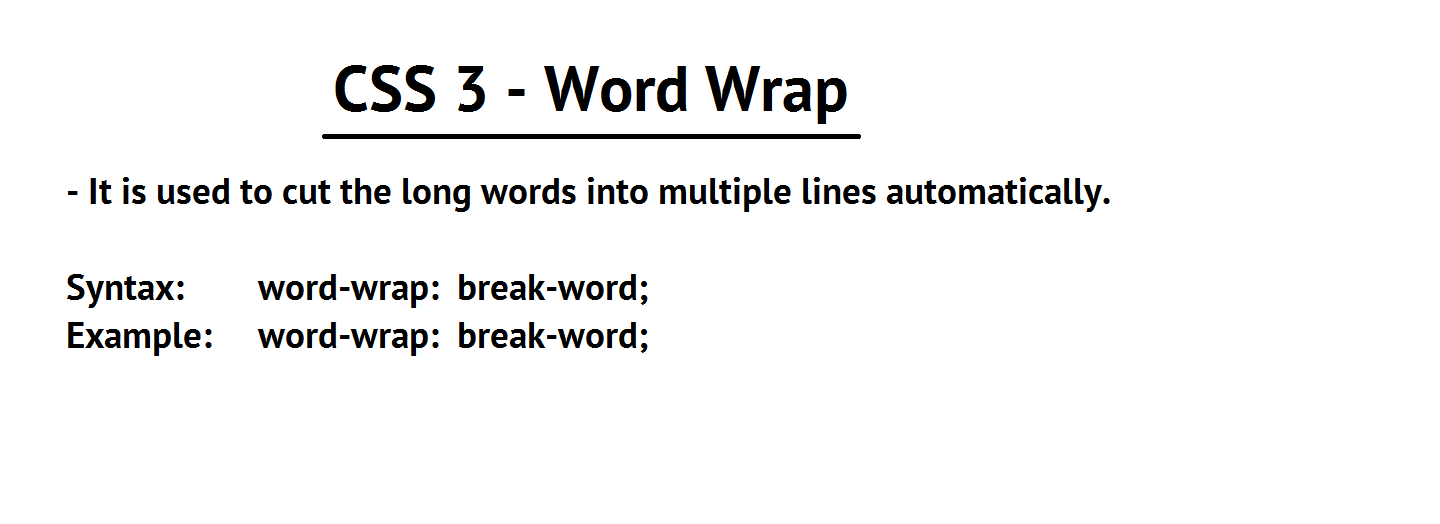 CSS 3 - Word Wrap
- It is used to cut the long words into multiple lines automatically.
Syntax: word-wrap: break-word;
Example: word-wrap: break-word;